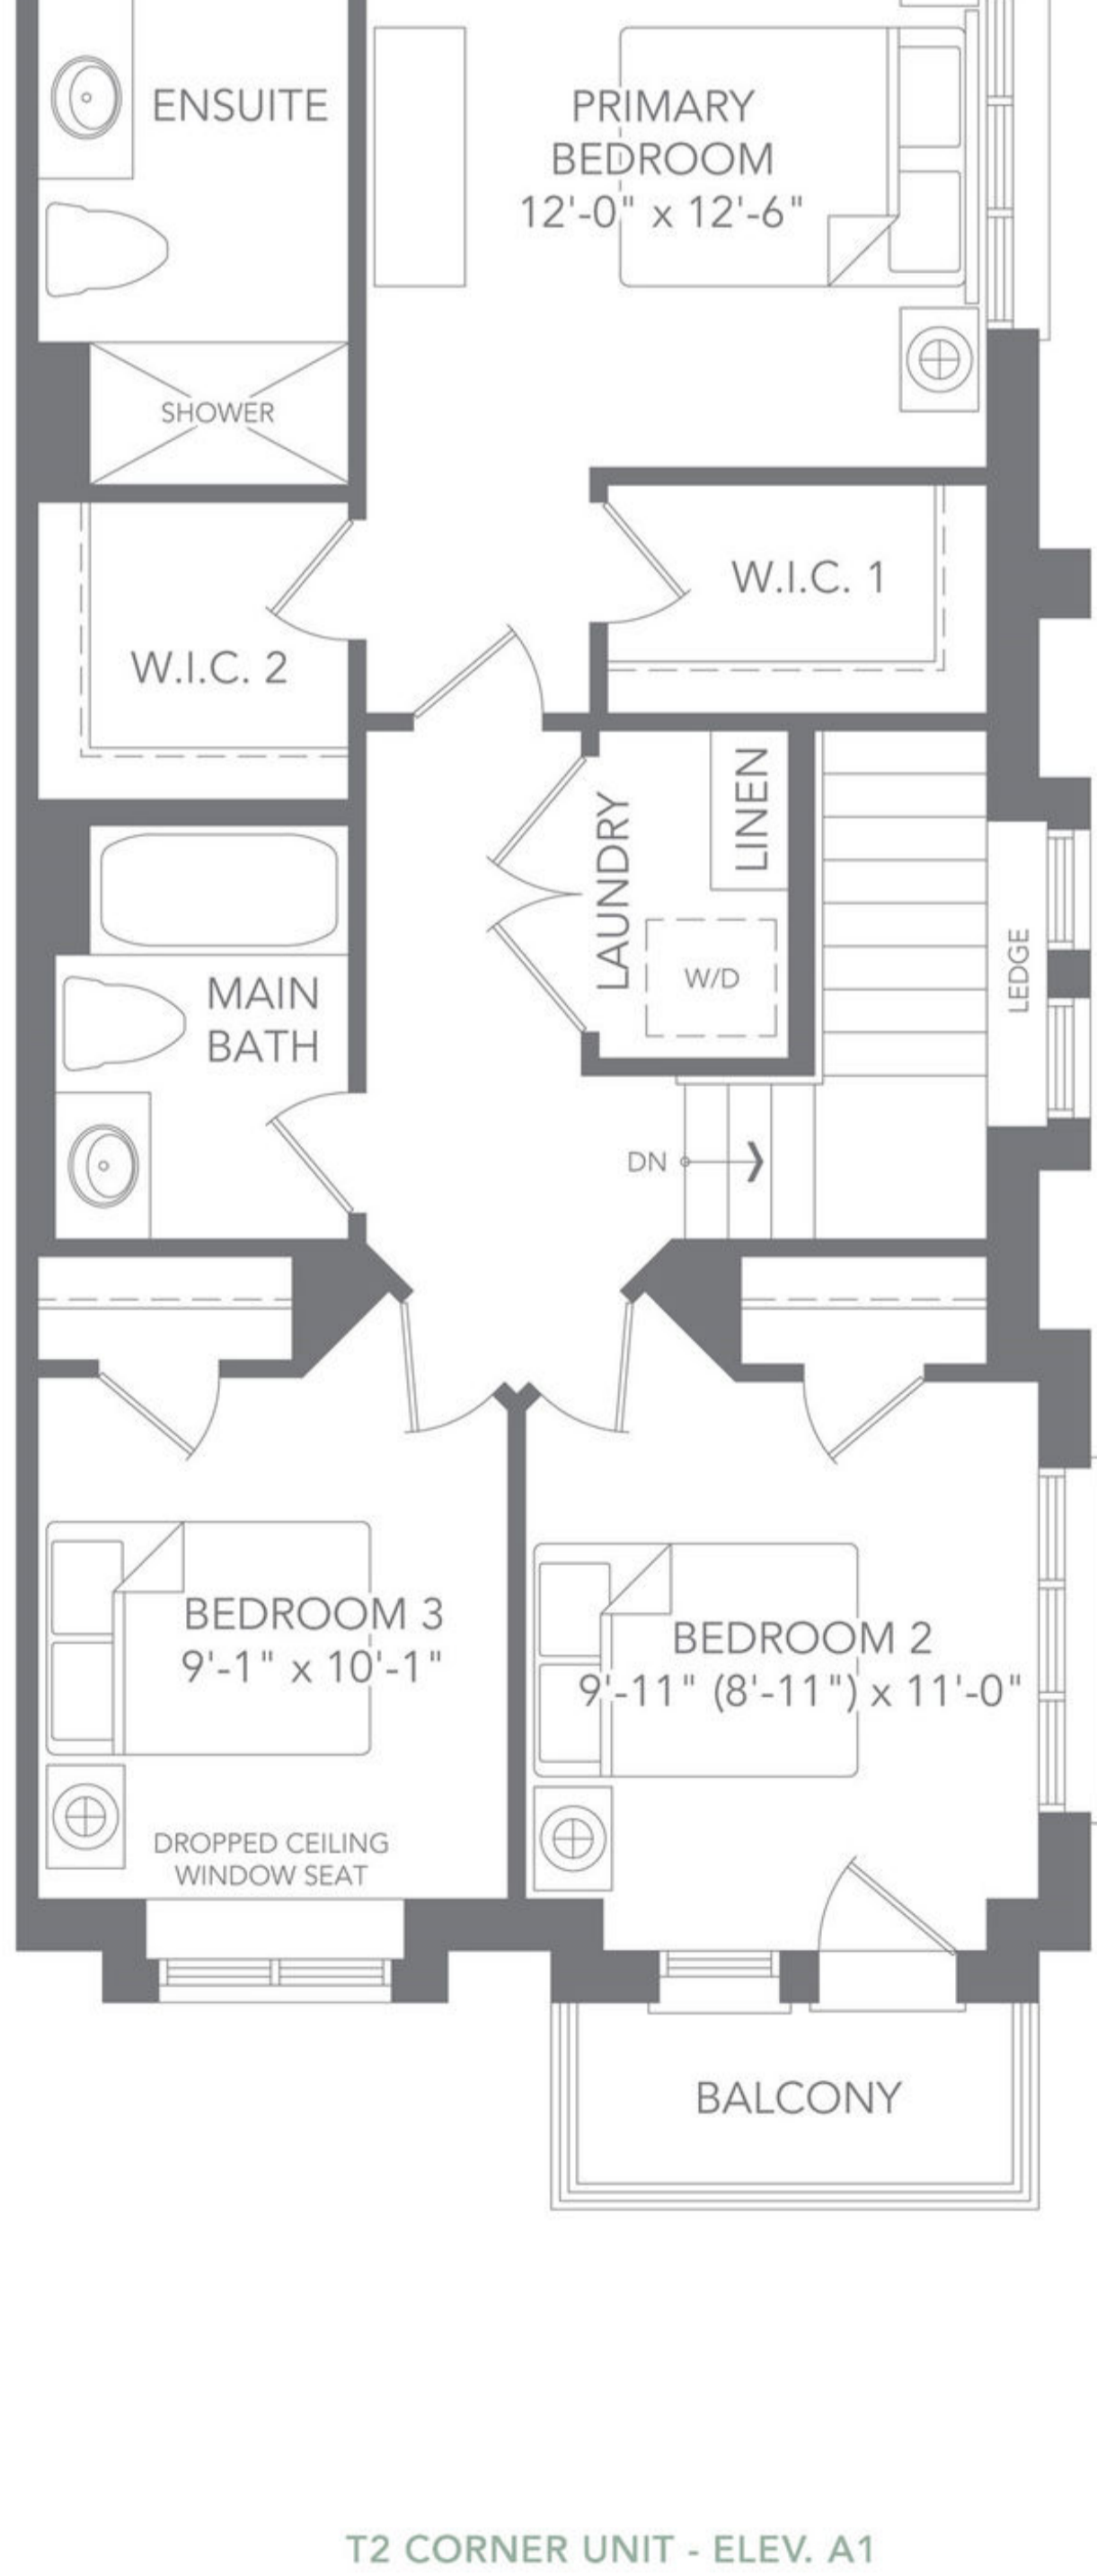 ENSUITE
PRIMARY
BEDROOM
12'-0" x 12'-6"
SHOWER
W.I.C. 1
W.I.C. 2
LINEN
LAUNDRY
W/D
LEDGE
MAIN
BATH
DN
BEDROOM 3
9'-1" x 10'-1"
BEDROOM 2
9'-11" (8'-11") x 11'-0"
DROPPED CEILING
WINDOW SEAT
BALCONY
T2 CORNER UNIT - ELEV. A1